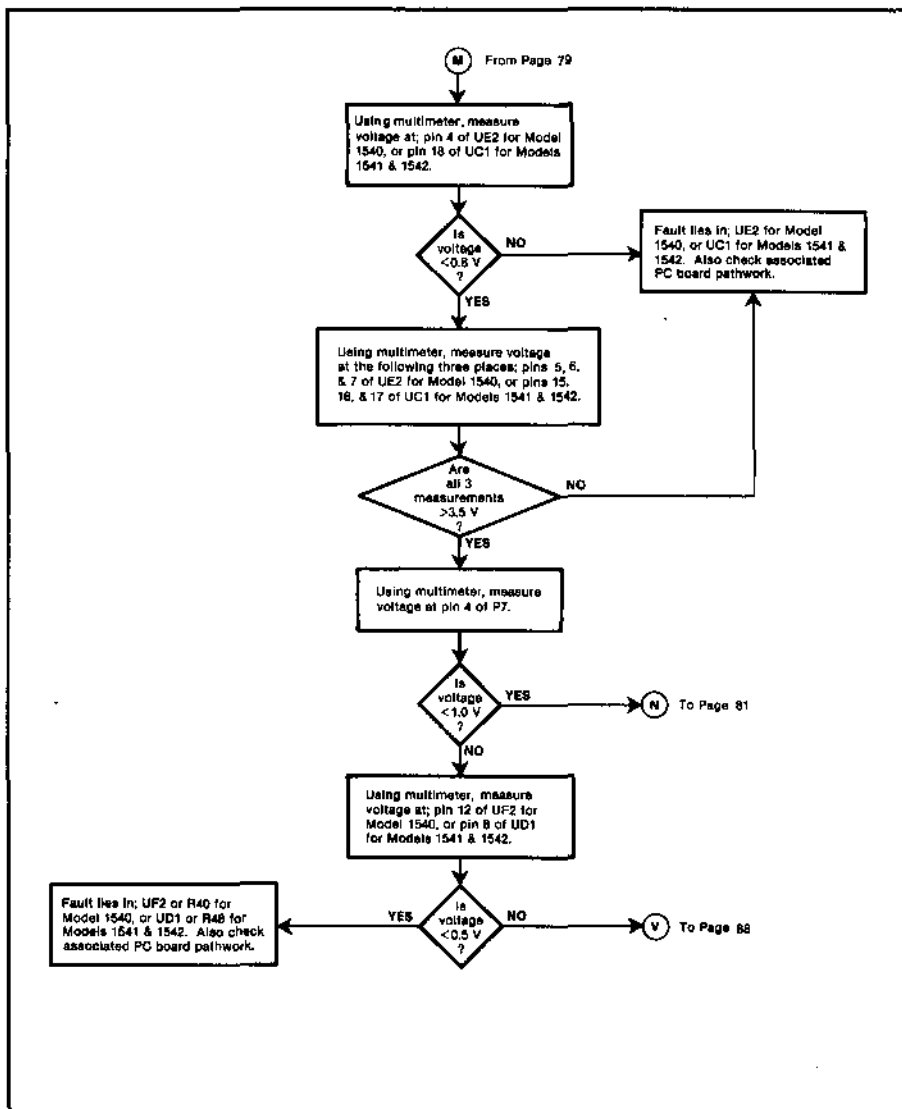 M From Page 79
Using multimeter, measure
voltage at; pin 4 of UE2 for Model
1540, or pin 18 of UC1 for Models
1541 & 1542.
Is
voltage
<0.8 V
?
NO
YES
Fault lies in; UE2 for Model
1540, or UC1 for Models 1541 &
1542. Also check associated
PC board pathwork.
Using multimeter, measure voltage
at the following three places; pins 5, 6,
& 7 of UE2 for Model 1540, or pins 15,
16, & 17 of UC1 for Models 1541 & 1542.
Are
all 3
measurements
>3.5 V
?
NO
YES
Using multimeter, measure
voltage at pin 4 of P7.
Is
voltage
<1.0 V
?
YES
N To Page 81
NO
Using multimeter, measure
voltage at; pin 12 of UF2 for
Model 1540, or pin 8 of UD1
for Models 1541 & 1542.
Is
voltage
<0.5 V
?
YES
Fault lies in; UF2 or R40 for
Model 1540, or UD1 or R48 for
Models 1541 & 1542. Also check
associated PC board pathwork.
NO
V To Page 88